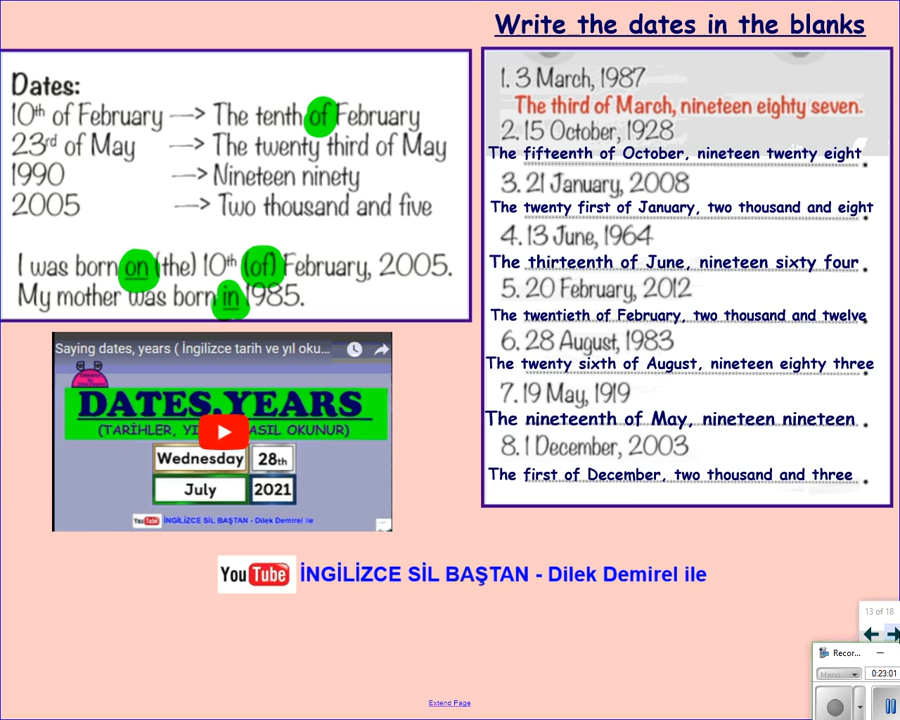 Write the dates in the blanks
Dates:
10th of February —> The tenth of February
23rd of May —> The twenty third of May
1990 —> Nineteen ninety
2005 —> Two thousand and five
I was born on (the) 10th (of) February, 2005.
My mother was born in 1985.
1. 3 March, 1987
The third of March, nineteen eighty seven.
2. 15 October, 1928
The fifteenth of October, nineteen twenty eight.
3. 21 January, 2008
The twenty first of January, two thousand and eight.
4. 13 June, 1964
The thirteenth of June, nineteen sixty four.
5. 20 February, 2012
The twentieth of February, two thousand and twelve.
6. 28 August, 1983
The twenty sixth of August, nineteen eighty three.
7. 19 May, 1919
The nineteenth of May, nineteen nineteen.
8. 1 December, 2003
The first of December, two thousand and three.
Saying dates, years ( İngilizce tarih ve yıl oku...
DATES, YEARS
(TARİHLER, YI ASIL OKUNUR)
Wednesday 28th
July 2021
YouTube İNGİLİZCE SİL BAŞTAN - Dilek Demirel ile
YouTube İNGİLİZCE SİL BAŞTAN - Dilek Demirel ile
13 of 18
Recor...
Menu
0:23:01
Extend Page